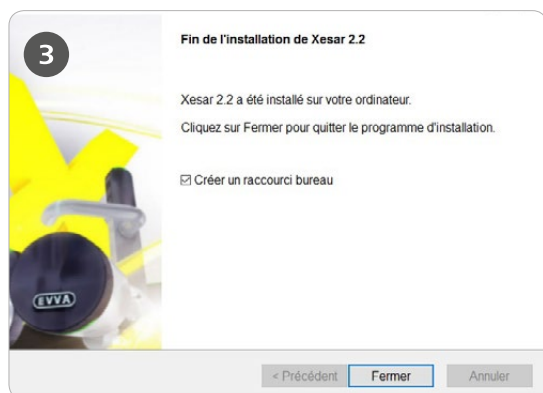 3
Fin de l'installation de Xesar 2.2
Xesar 2.2 a été installé sur votre ordinateur.
Cliquez sur Fermer pour quitter le programme d'installation.
Créer un raccourci bureau
EVVA
< Précédent Fermer Annuler